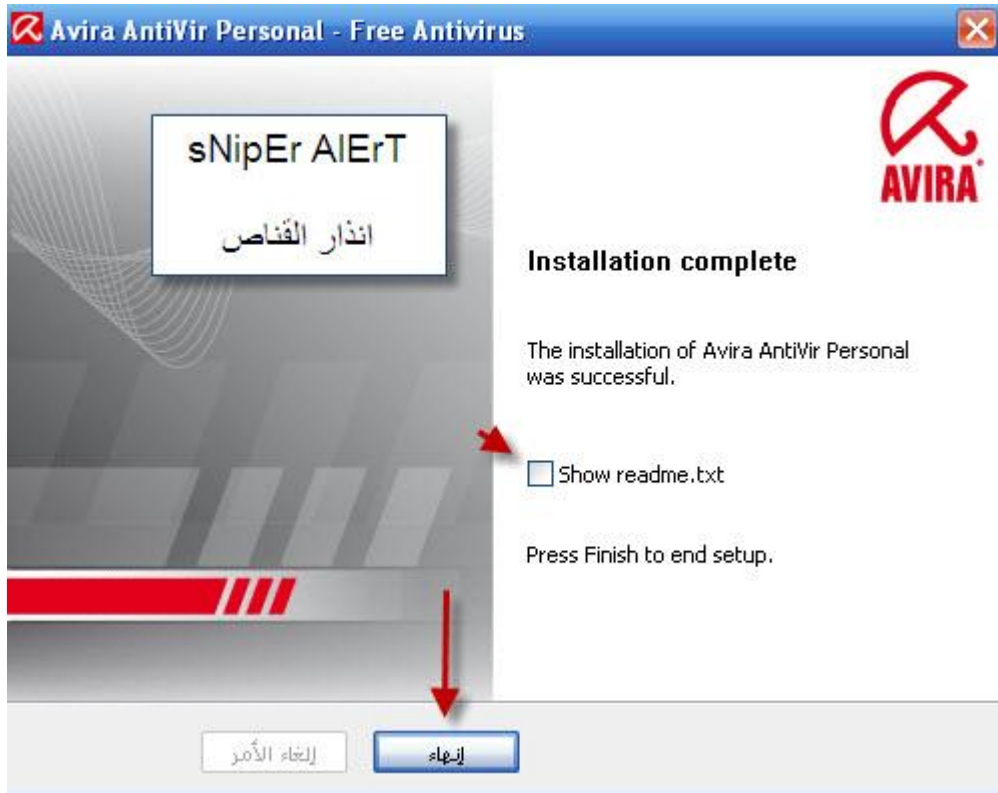 Avira AntiVir Personal - Free Antivirus
sNipEr AlErT
انذار القناص
AVIRA
Installation complete
The installation of Avira AntiVir Personal
was successful.
Show readme.txt
Press Finish to end setup.
إلغاء الأمر
إنهاء